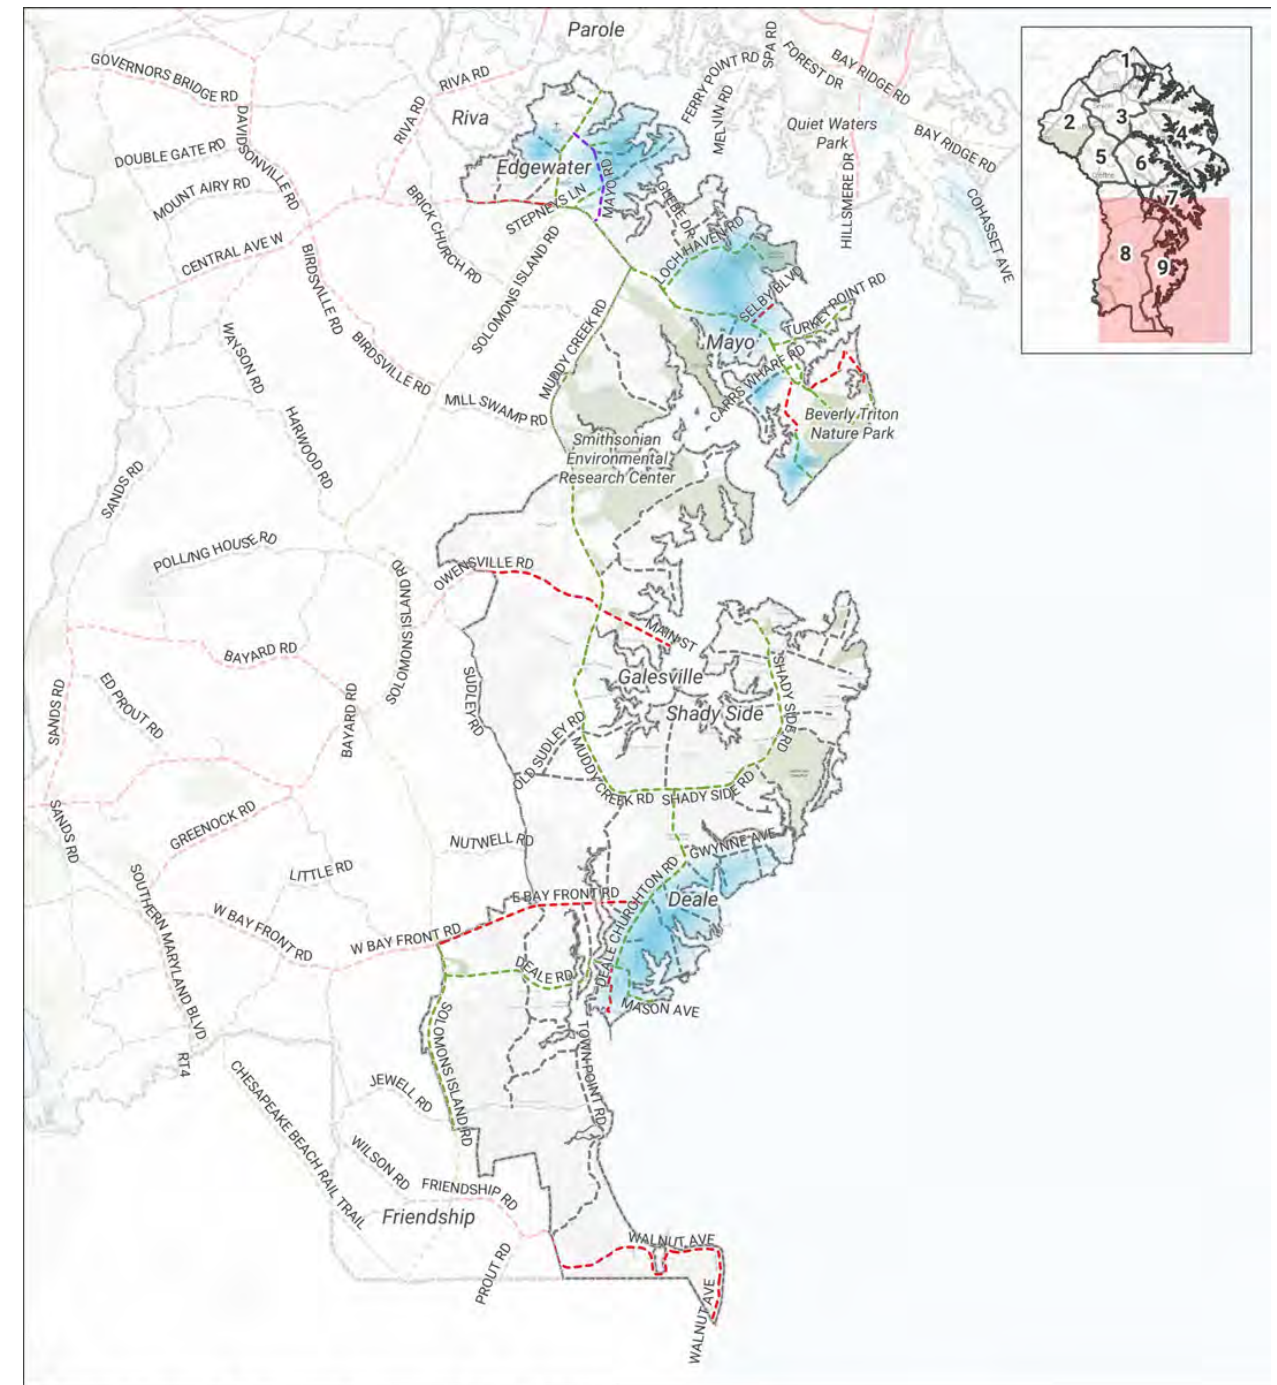 Parole
GOVERNORS BRIDGE RD
RIVA RD
RIVA RD
Riva
FERRY POINT RD
SPA RD
FOREST DR
BAY RIDGE RD
MELVIN RD
Quiet Waters
Park
BAY RIDGE RD
HILLSMERE DR
COHASSET AVE
DAVIDSONVILLE RD
DOUBLE GATE RD
MOUNT AIRY RD
CENTRAL AVE W
BRICK CHURCH RD
Edgewater
STEPNEYS LN
MAYO RD
GLEBE DR
LOCH HAVEN RD
SELBY BLVD
TURKEY POINT RD
Mayo
CARRS WHARF RD
Beverly Triton
Nature Park
1
2
3
4
5
6
7
8
9
BIRDSVILLE RD
BIRDSVILLE RD
SOLOMONS ISLAND RD
MUDDY CREEK RD
MILL SWAMP RD
WAYSON RD
HARWOOD RD
SANDS RD
Smithsonian
Environmental
Research Center
POLLING HOUSE RD
SOLOMONS ISLAND RD
OWENSVILLE RD
MAIN ST
BAYARD RD
Galesville
Shady Side
SHADY SIDE RD
SANDS RD
ED PROUT RD
BAYARD RD
SUDLEY RD
OLD SUDLEY RD
MUDDY CREEK RD
SHADY SIDE RD
SANDS RD
GREENOCK RD
NUTWELL RD
GWYNNE AVE
LITTLE RD
SOUTHERN MARYLAND BLVD
W BAY FRONT RD
W BAY FRONT RD
E BAY FRONT RD
DEALE CHURCHTON RD
Deale
DEALE RD
MASON AVE
SOLOMONS ISLAND RD
TOWN POINT RD
RT4
CHESAPEAKE BEACH RAIL TRAIL
JEWELL RD
WILSON RD
FRIENDSHIP RD
Friendship
PROUT RD
WALNUT AVE
WALNUT AVE